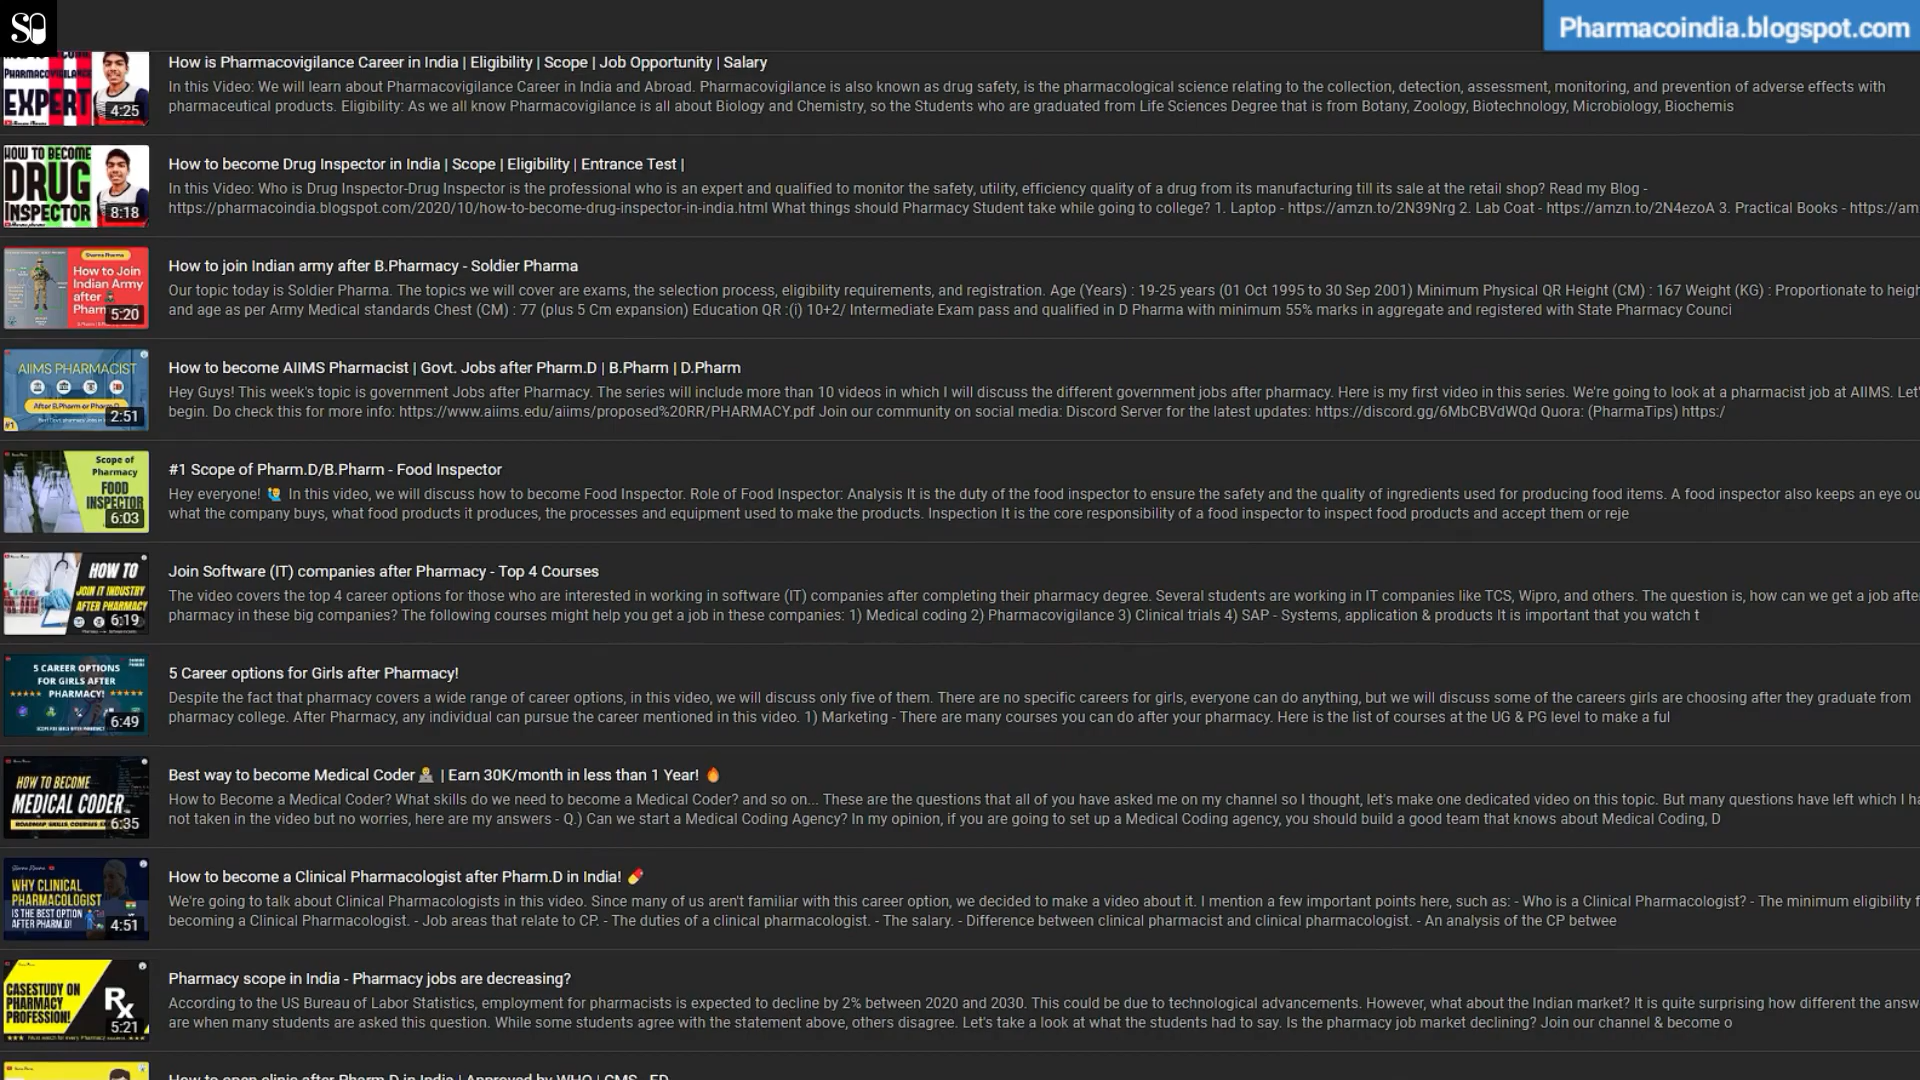 SP
Pharmacoindia.blogspot.com
EXPERT
4:25
How is Pharmacovigilance Career in India | Eligibility | Scope | Job Opportunity | Salary
In this Video: We will learn about Pharmacovigilance Career in India and Abroad. Pharmacovigilance is also known as drug safety, is the pharmacological science relating to the collection, detection, assessment, monitoring, and prevention of adverse effects with
pharmaceutical products. Eligibility: As we all know Pharmacovigilance is all about Biology and Chemistry, so the Students who are graduated from Life Sciences Degree that is from Botany, Zoology, Biotechnology, Microbiology, Biochemis
HOW TO BECOME
DRUG
INSPECTOR
8:18
How to become Drug Inspector in India | Scope | Eligibility | Entrance Test |
In this Video: Who is Drug Inspector-Drug Inspector is the professional who is an expert and qualified to monitor the safety, utility, efficiency quality of a drug from its manufacturing till its sale at the retail shop? Read my Blog -
https://pharmacoindia.blogspot.com/2020/10/how-to-become-drug-inspector-in-india.html What things should Pharmacy Student take while going to college? 1. Laptop - https://amzn.to/2N39Nrg 2. Lab Coat - https://amzn.to/2N4ezoA 3. Practical Books - https://am
How to Join
Indian Army
after
Pharm
5:20
How to join Indian army after B.Pharmacy - Soldier Pharma
Our topic today is Soldier Pharma. The topics we will cover are exams, the selection process, eligibility requirements, and registration. Age (Years) : 19-25 years (01 Oct 1995 to 30 Sep 2001) Minimum Physical QR Height (CM) : 167 Weight (KG) : Proportionate to heigh
and age as per Army Medical standards Chest (CM) : 77 (plus 5 Cm expansion) Education QR :(i) 10+2/ Intermediate Exam pass and qualified in D Pharma with minimum 55% marks in aggregate and registered with State Pharmacy Counci
AIIMS PHARMACIST
After B.Pharm or Pharm.D
#1
2:51
How to become AIIMS Pharmacist | Govt. Jobs after Pharm.D | B.Pharm | D.Pharm
Hey Guys! This week's topic is government Jobs after Pharmacy. The series will include more than 10 videos in which I will discuss the different government jobs after pharmacy. Here is my first video in this series. We're going to look at a pharmacist job at AIIMS. Let'
begin. Do check this for more info: https://www.aiims.edu/aiims/proposed%20RR/PHARMACY.pdf Join our community on social media: Discord Server for the latest updates: https://discord.gg/6MbCBVdWQd Quora: (PharmaTips) https:/
Scope of
Pharmacy
FOOD
INSPECTOR
6:03
#1 Scope of Pharm.D/B.Pharm - Food Inspector
Hey everyone! 🙋 In this video, we will discuss how to become Food Inspector. Role of Food Inspector: Analysis It is the duty of the food inspector to ensure the safety and the quality of ingredients used for producing food items. A food inspector also keeps an eye ou
what the company buys, what food products it produces, the processes and equipment used to make the products. Inspection It is the core responsibility of a food inspector to inspect food products and accept them or reje
HOW TO
JOIN IT INDUSTRY
AFTER PHARMACY
6:19
Join Software (IT) companies after Pharmacy - Top 4 Courses
The video covers the top 4 career options for those who are interested in working in software (IT) companies after completing their pharmacy degree. Several students are working in IT companies like TCS, Wipro, and others. The question is, how can we get a job afte
pharmacy in these big companies? The following courses might help you get a job in these companies: 1) Medical coding 2) Pharmacovigilance 3) Clinical trials 4) SAP - Systems, application & products It is important that you watch t
5 CAREER OPTIONS
FOR GIRLS AFTER
PHARMACY!
6:49
5 Career options for Girls after Pharmacy!
Despite the fact that pharmacy covers a wide range of career options, in this video, we will discuss only five of them. There are no specific careers for girls, everyone can do anything, but we will discuss some of the careers girls are choosing after they graduate from
pharmacy college. After Pharmacy, any individual can pursue the career mentioned in this video. 1) Marketing - There are many courses you can do after your pharmacy. Here is the list of courses at the UG & PG level to make a ful
HOW TO BECOME
MEDICAL CODER
6:35
Best way to become Medical Coder👨‍💻 | Earn 30K/month in less than 1 Year! 🔥
How to Become a Medical Coder? What skills do we need to become a Medical Coder? and so on... These are the questions that all of you have asked me on my channel so I thought, let's make one dedicated video on this topic. But many questions have left which I ha
not taken in the video but no worries, here are my answers - Q.) Can we start a Medical Coding Agency? In my opinion, if you are going to set up a Medical Coding agency, you should build a good team that knows about Medical Coding, D
WHY CLINICAL
PHARMACOLOGIST
IS THE BEST OPTION
AFTER PHARM.D!
4:51
How to become a Clinical Pharmacologist after Pharm.D in India! 💊
We're going to talk about Clinical Pharmacologists in this video. Since many of us aren't familiar with this career option, we decided to make a video about it. I mention a few important points here, such as: - Who is a Clinical Pharmacologist? - The minimum eligibility f
becoming a Clinical Pharmacologist. - Job areas that relate to CP. - The duties of a clinical pharmacologist. - The salary. - Difference between clinical pharmacist and clinical pharmacologist. - An analysis of the CP betwee
CASESTUDY ON
PHARMACY
PROFESSION!
Rx
5:21
Pharmacy scope in India - Pharmacy jobs are decreasing?
According to the US Bureau of Labor Statistics, employment for pharmacists is expected to decline by 2% between 2020 and 2030. This could be due to technological advancements. However, what about the Indian market? It is quite surprising how different the answ
are when many students are asked this question. While some students agree with the statement above, others disagree. Let's take a look at what the students had to say. Is the pharmacy job market declining? Join our channel & become o
How to open clinic after Pharm.D in India | Approved by WHO | CMS - ED